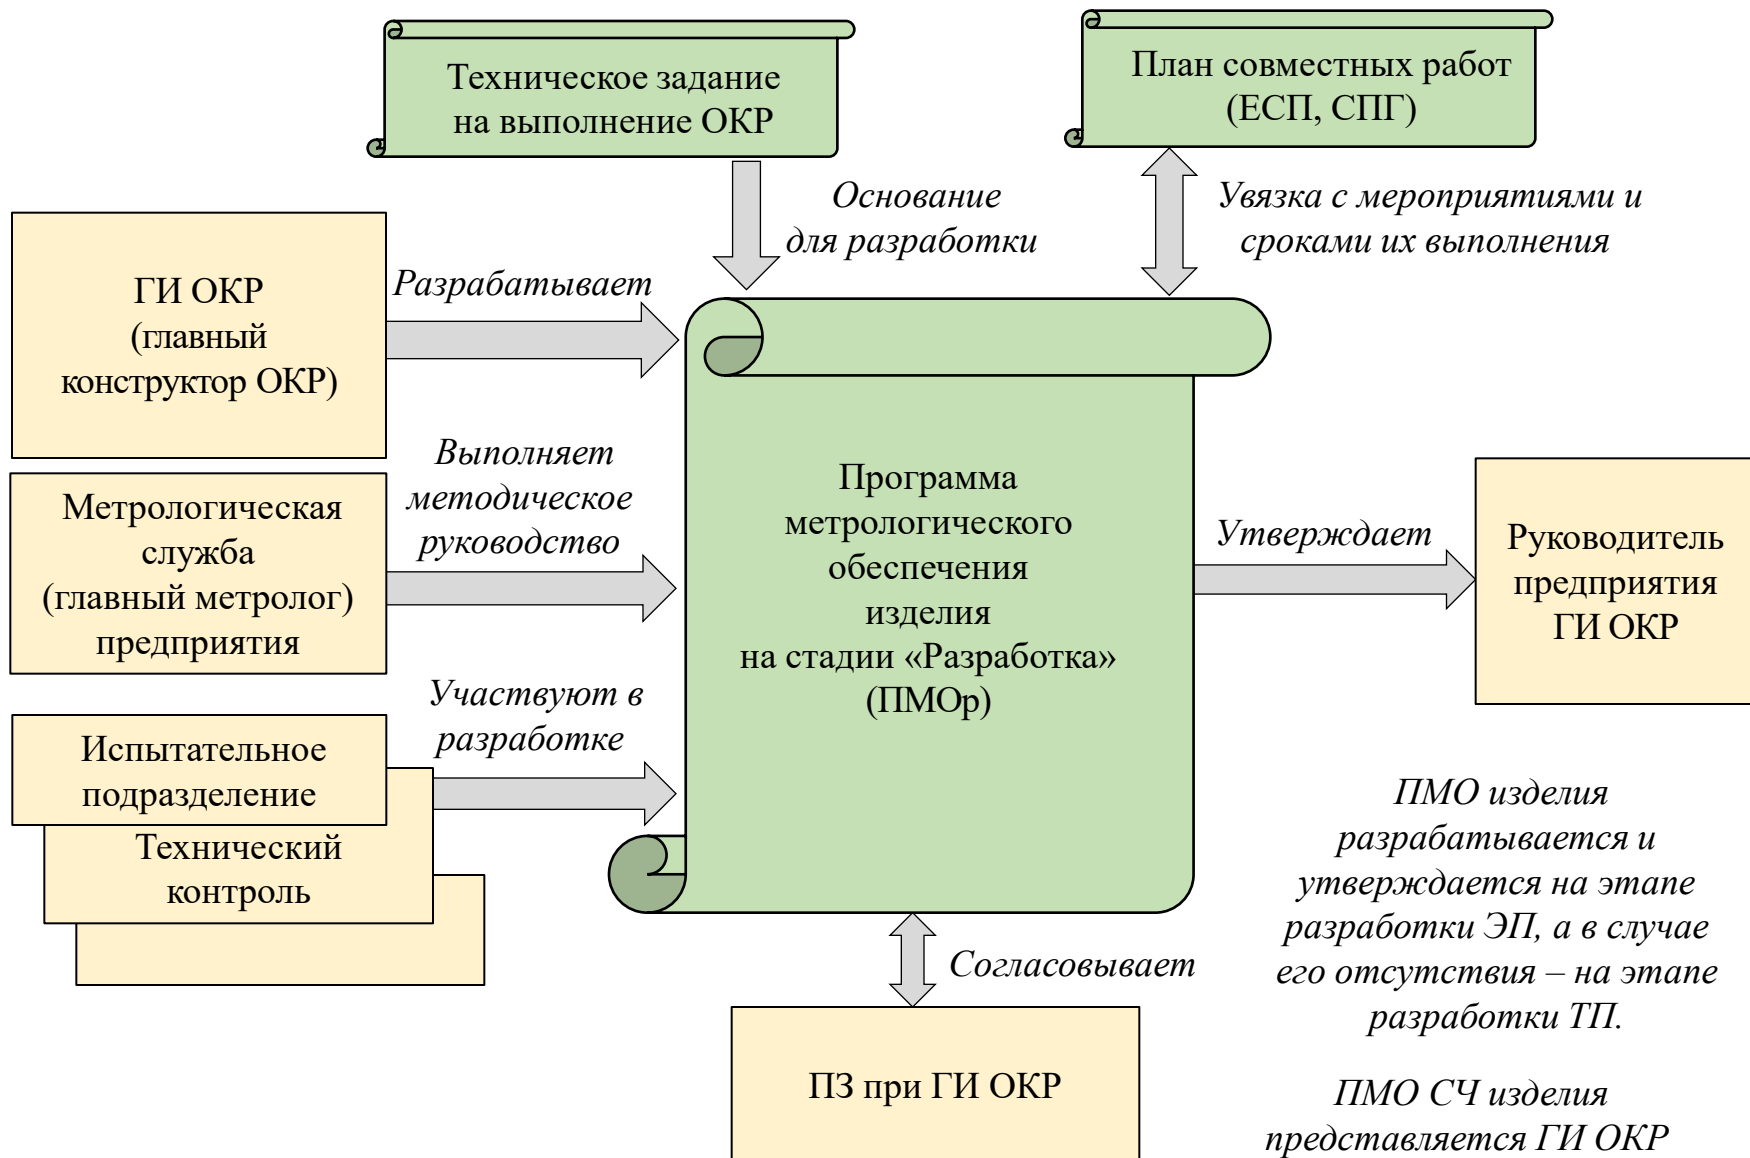 Техническое задание
на выполнение ОКР
План совместных работ
(ЕСП, СПГ)
Основание
для разработки
Увязка с мероприятиями и
сроками их выполнения
ГИ ОКР
(главный
конструктор ОКР)
Разрабатывает
Метрологическая
служба
(главный метролог)
предприятия
Выполняет
методическое
руководство
Испытательное
подразделение
Технический
контроль
Участвуют в
разработке
Программа
метрологического
обеспечения
изделия
на стадии «Разработка»
(ПМОр)
Утверждает
Руководитель
предприятия
ГИ ОКР
Согласовывает
ПЗ при ГИ ОКР
ПМО изделия
разрабатывается и
утверждается на этапе
разработки ЭП, а в случае
его отсутствия – на этапе
разработки ТП.
ПМО СЧ изделия
представляется ГИ ОКР